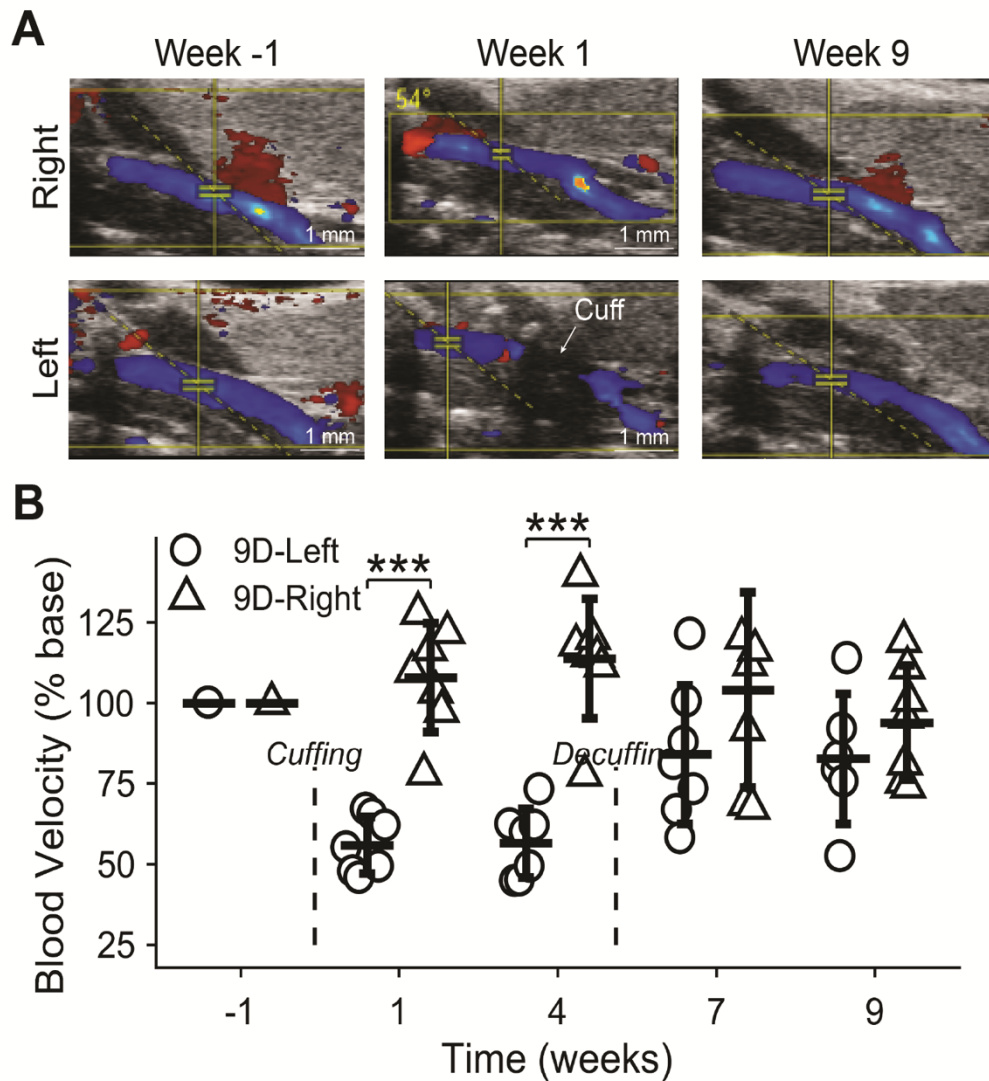 A
Week -1 Week 1 Week 9
Right
54°
1 mm 1 mm 1 mm
Left
Cuff
1 mm 1 mm
B
***
***
9D-Left
9D-Right
Blood Velocity (% base)
125
100
75
50
25
Cuffing
Decuffin
-1 1 4 7 9
Time (weeks)